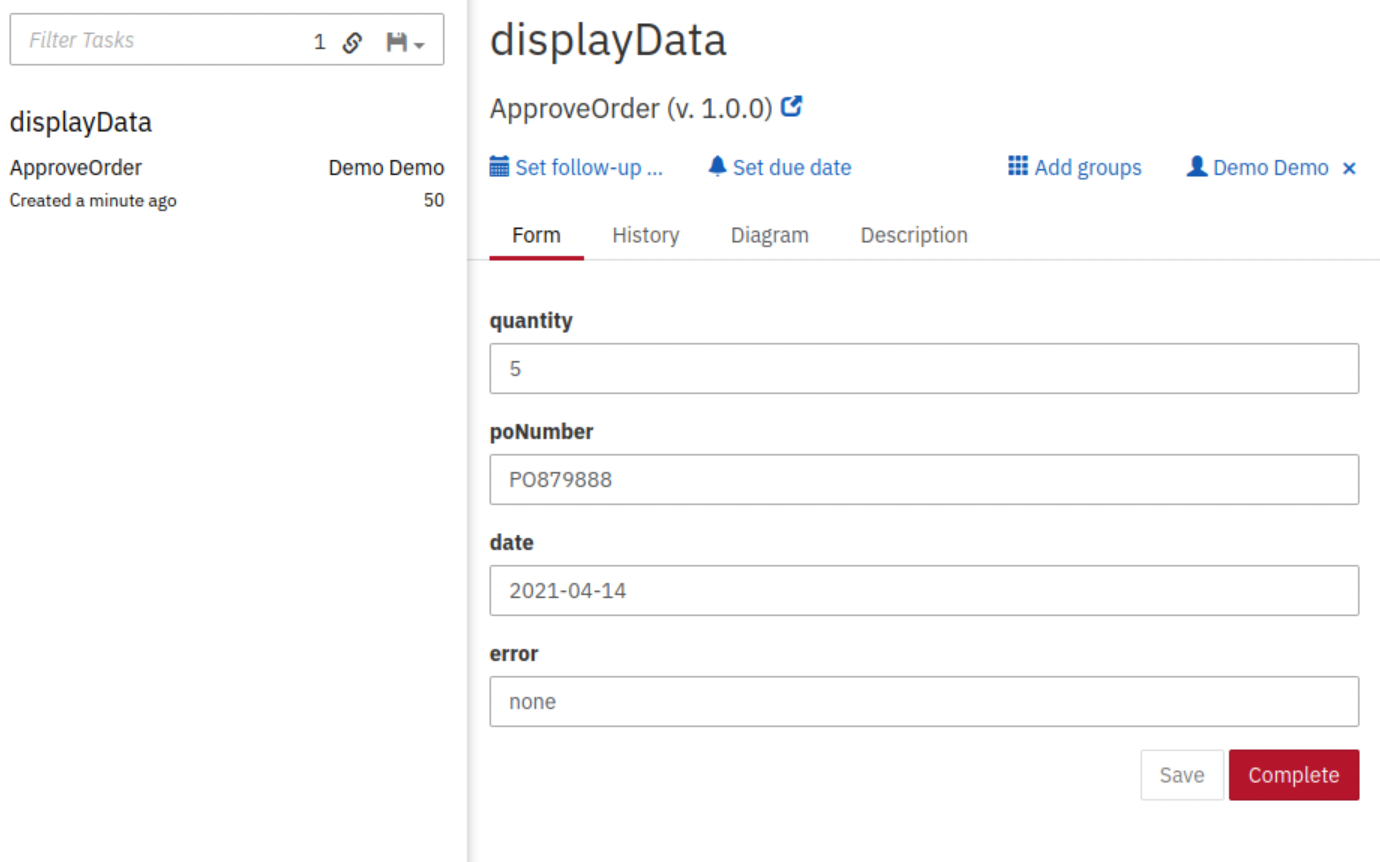 Filter Tasks 1
displayData
ApproveOrder Demo Demo
Created a minute ago 50
displayData
ApproveOrder (v. 1.0.0)
Set follow-up ... Set due date Add groups Demo Demo ×
Form History Diagram Description
quantity
5
poNumber
PO879888
date
2021-04-14
error
none
Save Complete